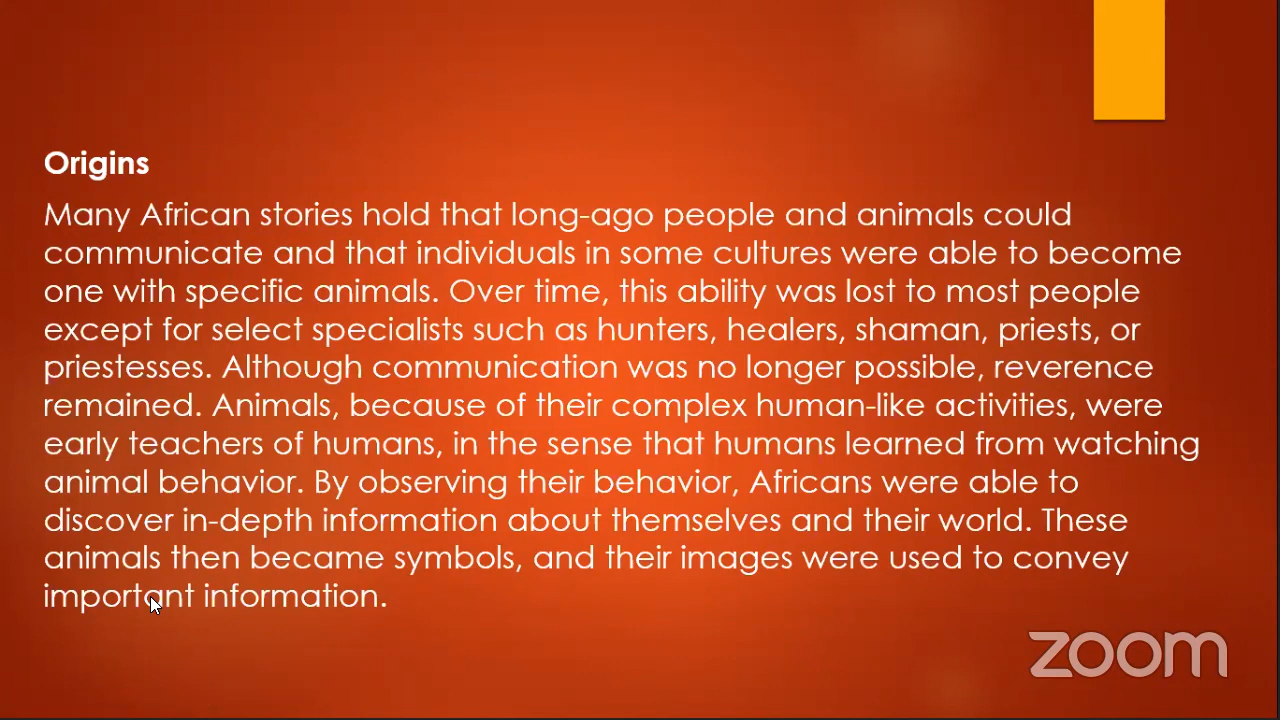 Origins
Many African stories hold that long-ago people and animals could
communicate and that individuals in some cultures were able to become
one with specific animals. Over time, this ability was lost to most people
except for select specialists such as hunters, healers, shaman, priests, or
priestesses. Although communication was no longer possible, reverence
remained. Animals, because of their complex human-like activities, were
early teachers of humans, in the sense that humans learned from watching
animal behavior. By observing their behavior, Africans were able to
discover in-depth information about themselves and their world. These
animals then became symbols, and their images were used to convey
important information.
zoom